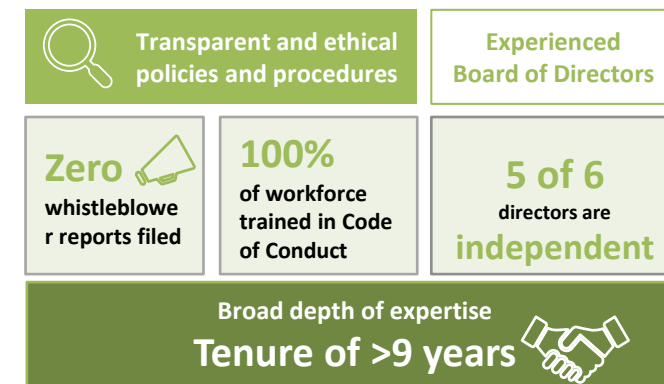 Transparent and ethical
policies and procedures
Experienced
Board of Directors
Zero
whistleblowe
r reports filed
100%
of workforce
trained in Code
of Conduct
5 of 6
directors are
independent
Broad depth of expertise
Tenure of >9 years